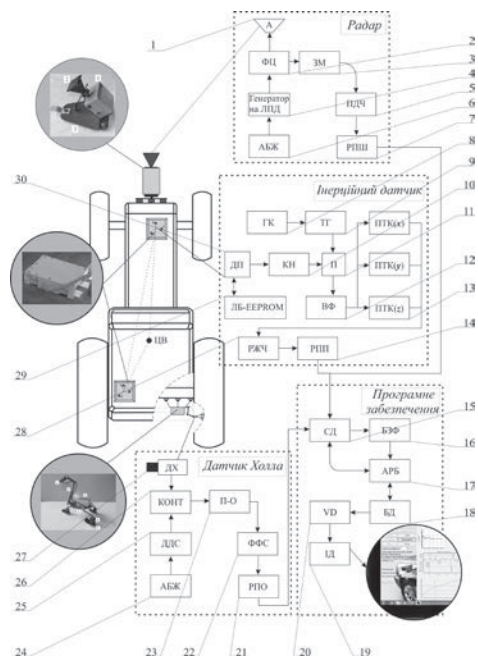 Радар
1
А
2
ФЦ
ЗМ
3
4
Генератор
на ЛПД
ПДЧ
5
6
АБЖ
РПШ
7
8
9
30
Інерційний датчик
10
ГК
ТГ
ПТК(x)
11
ДП
КН
П
ПТК(y)
12
ЛБ-EEPROM
ВФ
ПТК(z)
13
ЦВ
14
29
РЖЧ
РПП
28
Програмне
забезпечення
15
СД
БЗФ
16
ДХ
Датчик Холла
АРБ
17
КОНТ
П-О
VD
БД
18
27
26
ДДС
ФФС
ІД
25
АБЖ
РПО
24
23
22
21
20
19